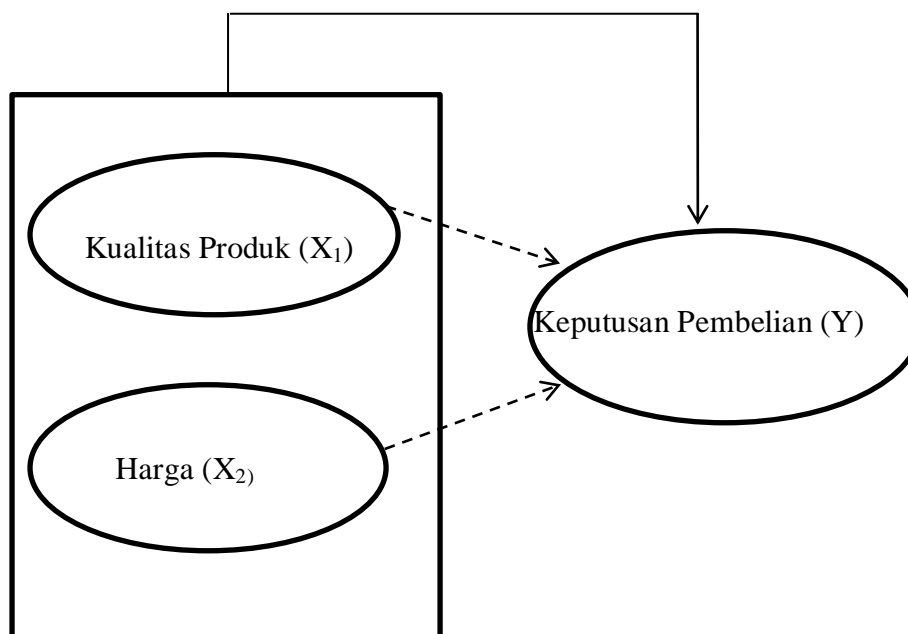 Kualitas Produk (X₁)
Keputusan Pembelian (Y)
Harga (X₂)